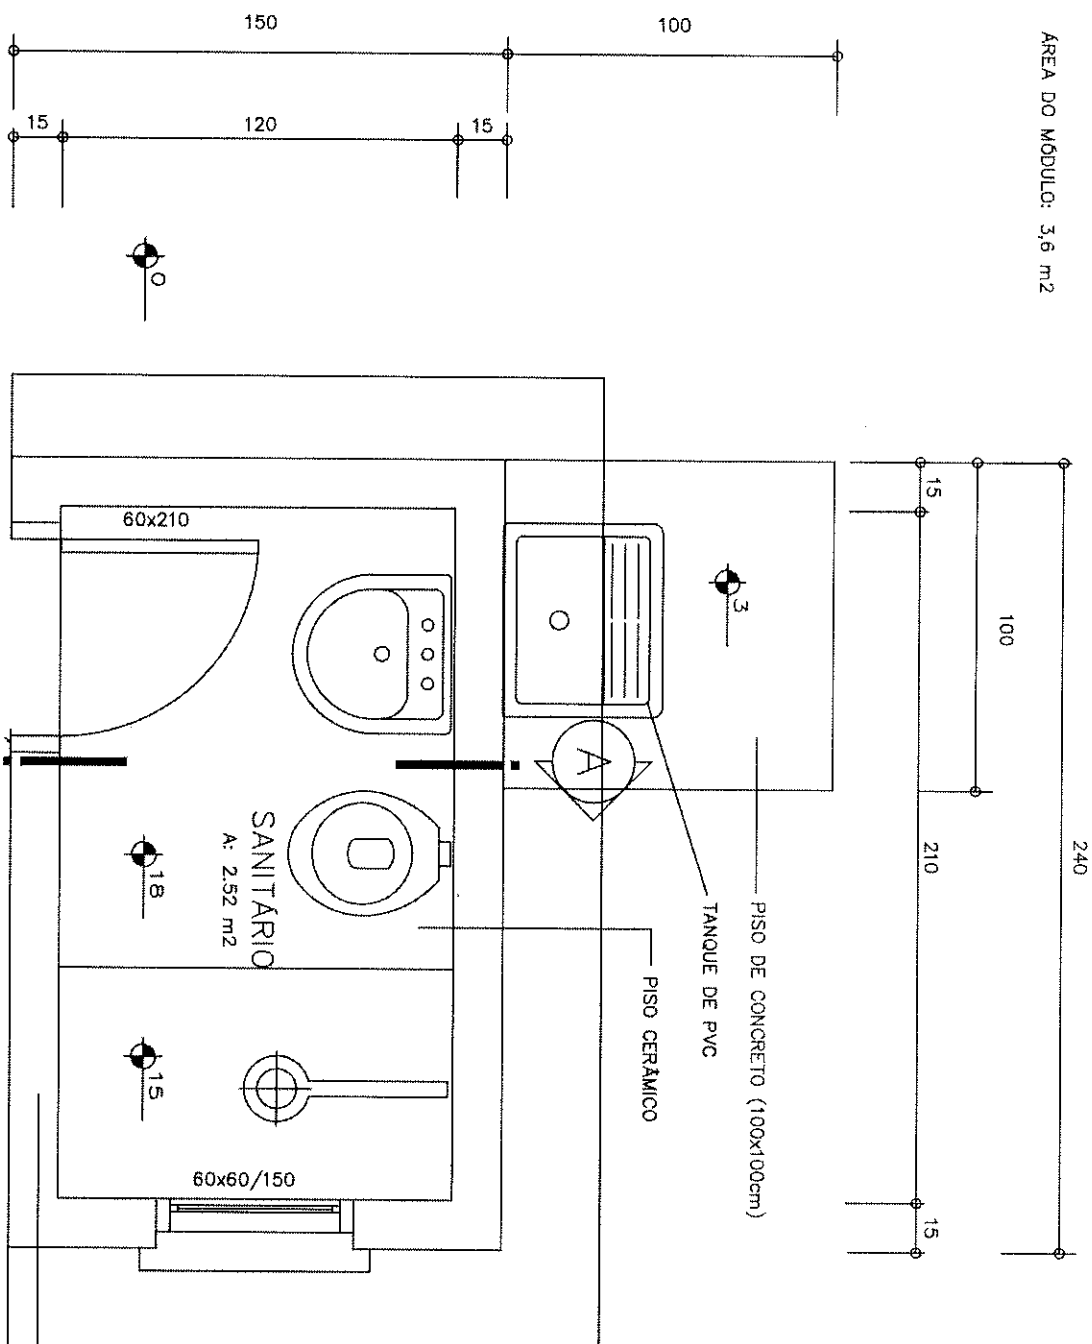 ÁREA DO MÓDULO: 3,6 m2
150
100
15
120
15
0
240
100
15
210
15
3
60x210
A
PISO DE CONCRETO (100x100cm)
TANQUE DE PVC
PISO CERÂMICO
SANITÁRIO
A: 2.52 m2
18
15
60x60/150